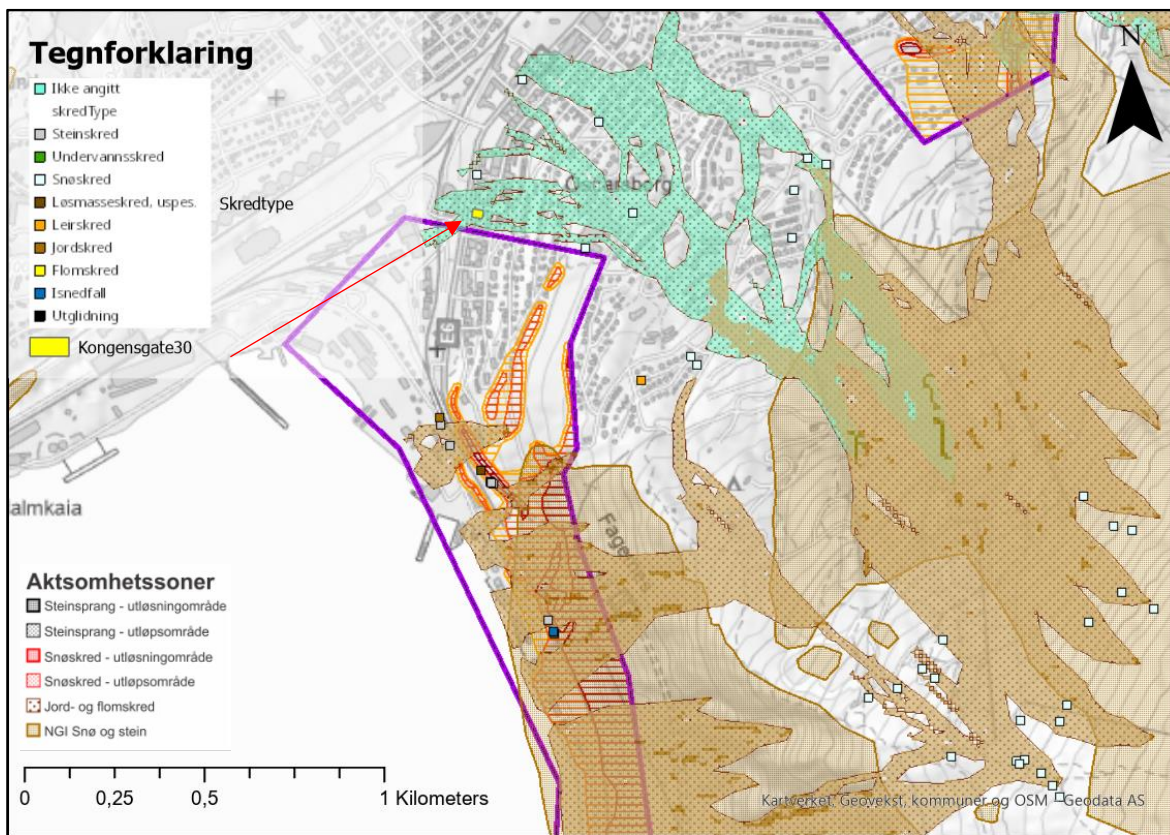 Tegnforklaring
Ikke angitt
skredType
Steinskred
Undervannsskred
Snøskred
Løsmasseskred, uspes.
Leirskred
Jordskred
Flomskred
Isnedfall
Utglidning
Kongensgate30
Skredtype
N
E6
almkaia
Aktsomhetssoner
Steinsprang - utløsningområde
Steinsprang - utløpsområde
Snøskred - utløsningområde
Snøskred - utløpsområde
Jord- og flomskred
NGI Snø og stein
0 0,25 0,5 1 Kilometers
Kartverket, Geovekst, kommuner og OSM - Geodata AS